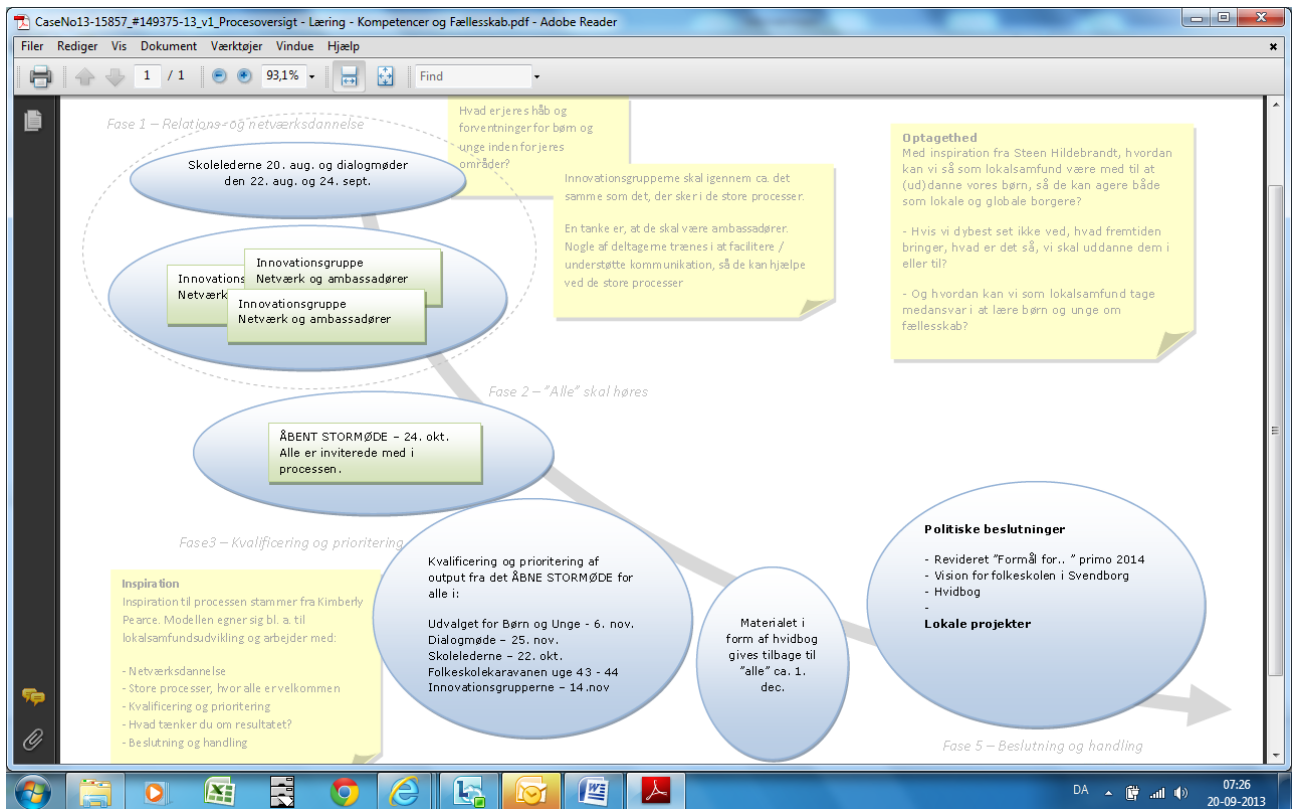 CaseNo13-15857_#149375-13_v1_Procesoversigt - Læring - Kompetencer og Fællesskab.pdf - Adobe Reader
Filer Rediger Vis Dokument Værktøjer Vindue Hjælp
1 / 1 93,1% Find
Fase 1 – Relations- og netværksdannelse
Skolelederne 20. aug. og dialogmøder
den 22. aug. og 24. sept.
Hvad er jeres håb og
forventninger for børn og
unge inden for jeres
områder?
Innovationsgrupperne skal igennem ca. det
samme som det, der sker i de store processer.
En tanke er, at de skal være ambassadører.
Nogle af deltagerne trænes i at facilitere /
understøtte kommunikation, så de kan hjælpe
ved de store processer
Optagethed
Med inspiration fra Steen Hildebrandt, hvordan
kan vi så som lokalsamfund være med til at
(ud)danne vores børn, så de kan agere både
som lokale og globale borgere?
- Hvis vi dybest set ikke ved, hvad fremtiden
bringer, hvad er det så, vi skal uddanne dem i
eller til?
- Og hvordan kan vi som lokalsamfund tage
medansvar i at lære børn og unge om
fællesskab?
Innovationsgruppe
Netværk og ambassadører
Innovations
Netværk
Innovationsgruppe
Netværk og ambassadører
Fase 2 – "Alle" skal høres
ÅBENT STORMØDE – 24. okt.
Alle er inviterede med i
processen.
Fase3 – Kvalificering og prioritering
Kvalificering og prioritering af
output fra det ÅBNE STORMØDE for
alle i:
Udvalget for Børn og Unge - 6. nov.
Dialogmøde – 25. nov.
Skolelederne – 22. okt.
Folkeskolekaravanen uge 43 - 44
Innovationsgrupperne – 14.nov
Inspiration
Inspiration til processen stammer fra Kimberly
Pearce. Modellen egner sig bl. a. til
lokalsamfundsudvikling og arbejder med:
- Netværksdannelse
- Store processer, hvor alle er velkommen
- Kvalificering og prioritering
- Hvad tænker du om resultatet?
- Beslutning og handling
Materialet i
form af hvidbog
gives tilbage til
"alle" ca. 1.
dec.
Politiske beslutninger
- Revideret "Formål for.. " primo 2014
- Vision for folkeskolen i Svendborg
- Hvidbog
-
Lokale projekter
Fase 5 – Beslutning og handling
DA
07:26
20-09-2013